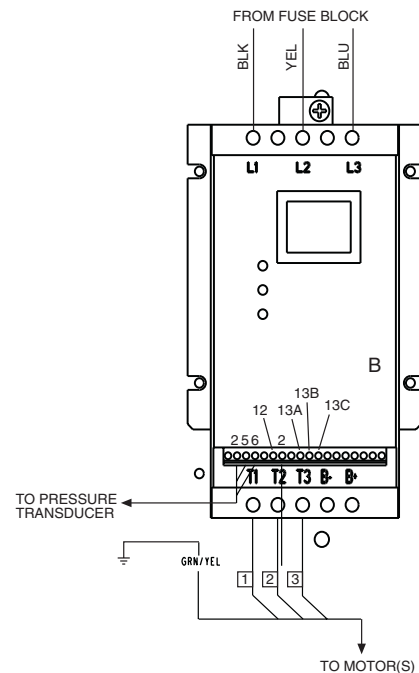 FROM FUSE BLOCK
BLK YEL BLU
L1 L2 L3
B
13B
12 13A 13C
2 5 6 2
T1 T2 T3 B- B+
TO PRESSURE
TRANSDUCER
GRN/YEL
1 2 3
TO MOTOR(S)